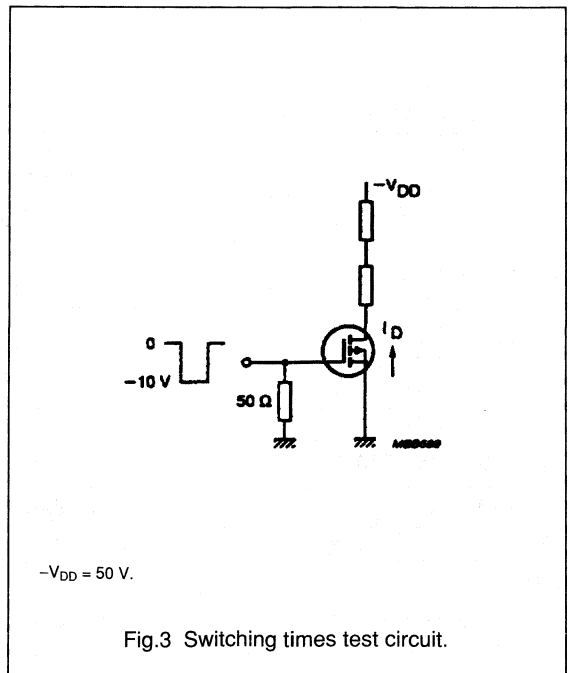 −VDD
ID
0
−10 V
50 Ω
−VDD = 50 V.
Fig.3 Switching times test circuit.